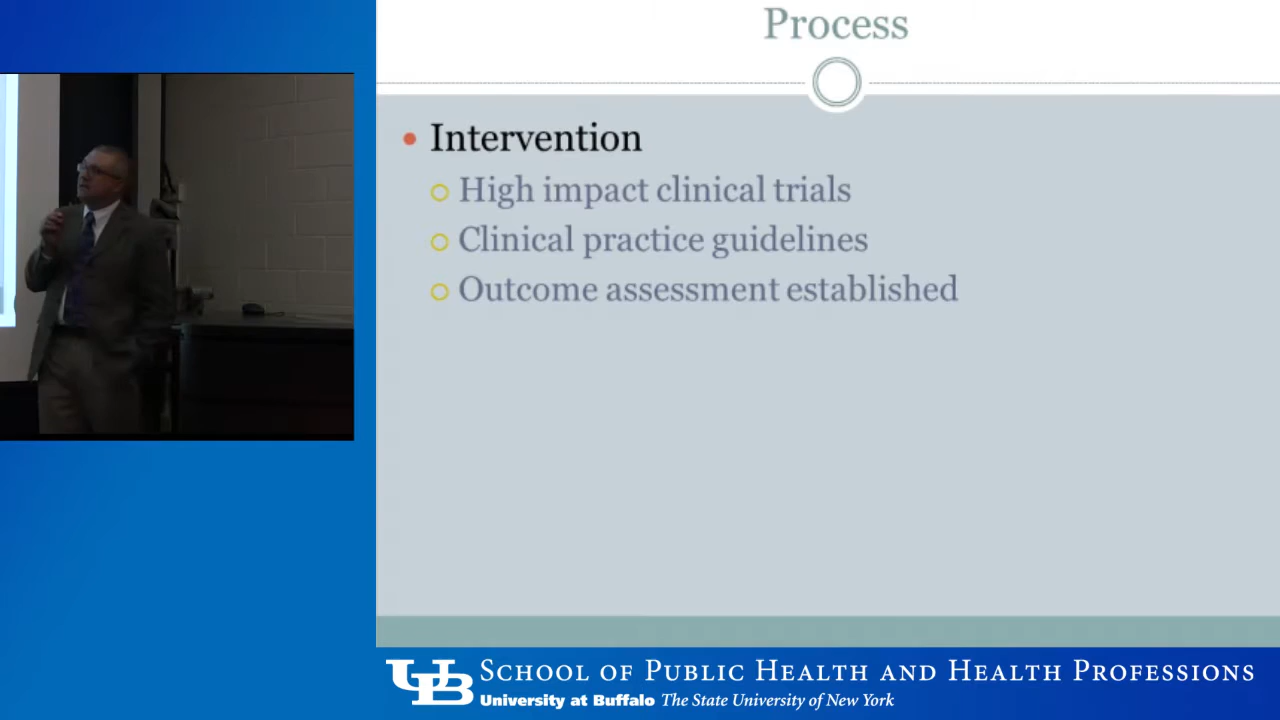 Process
Intervention
High impact clinical trials
Clinical practice guidelines
Outcome assessment established
UB SCHOOL OF PUBLIC HEALTH AND HEALTH PROFESSIONS
University at Buffalo The State University of New York